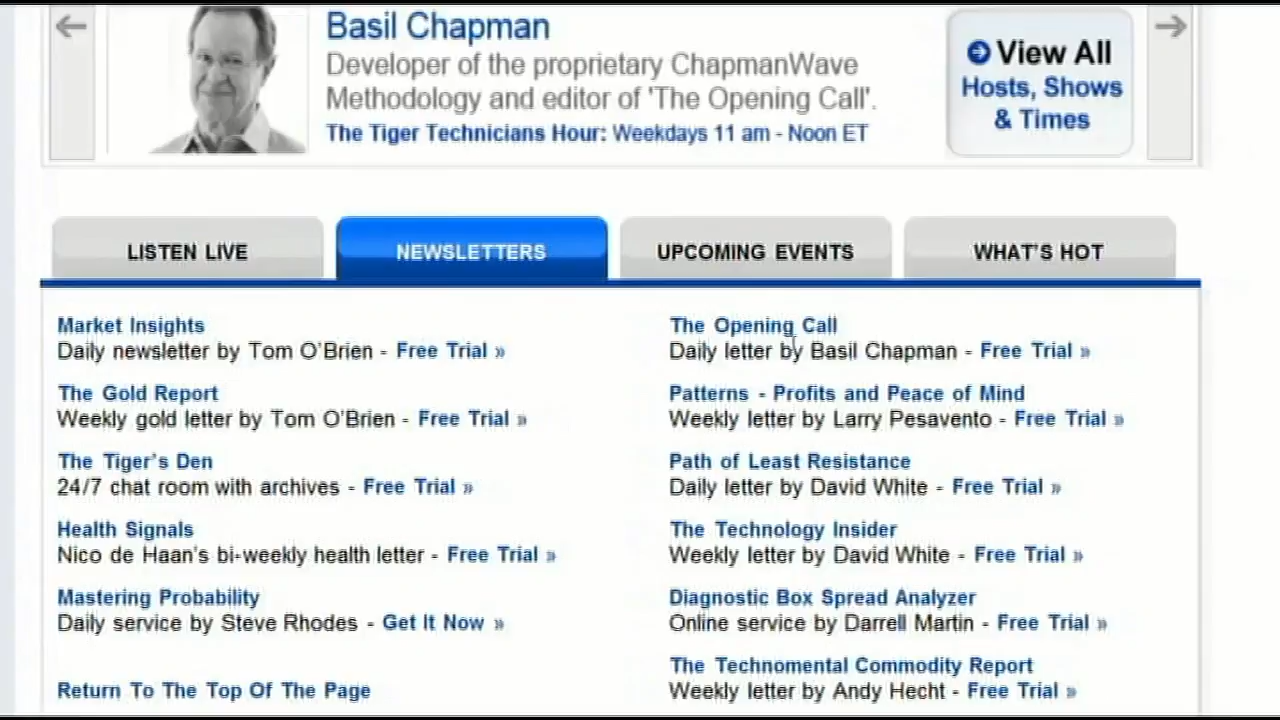 Basil Chapman
Developer of the proprietary ChapmanWave
Methodology and editor of 'The Opening Call'.
The Tiger Technicians Hour: Weekdays 11 am - Noon ET
View All
Hosts, Shows
& Times
LISTEN LIVE
NEWSLETTERS
UPCOMING EVENTS
WHAT'S HOT
Market Insights
Daily newsletter by Tom O'Brien - Free Trial »
The Gold Report
Weekly gold letter by Tom O'Brien - Free Trial »
The Tiger's Den
24/7 chat room with archives - Free Trial »
Health Signals
Nico de Haan's bi-weekly health letter - Free Trial »
Mastering Probability
Daily service by Steve Rhodes - Get It Now »
Return To The Top Of The Page
The Opening Call
Daily letter by Basil Chapman - Free Trial »
Patterns - Profits and Peace of Mind
Weekly letter by Larry Pesavento - Free Trial »
Path of Least Resistance
Daily letter by David White - Free Trial »
The Technology Insider
Weekly letter by David White - Free Trial »
Diagnostic Box Spread Analyzer
Online service by Darrell Martin - Free Trial »
The Technomental Commodity Report
Weekly letter by Andy Hecht - Free Trial »